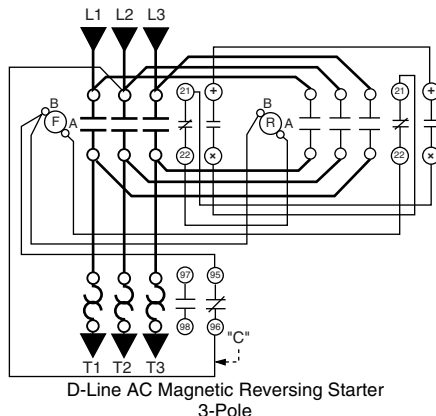 L1 L2 L3
21 + 21 +
B B
F A R A
22 × 22 ×
97 95
98 96 "C"
T1 T2 T3
D-Line AC Magnetic Reversing Starter
3-Pole